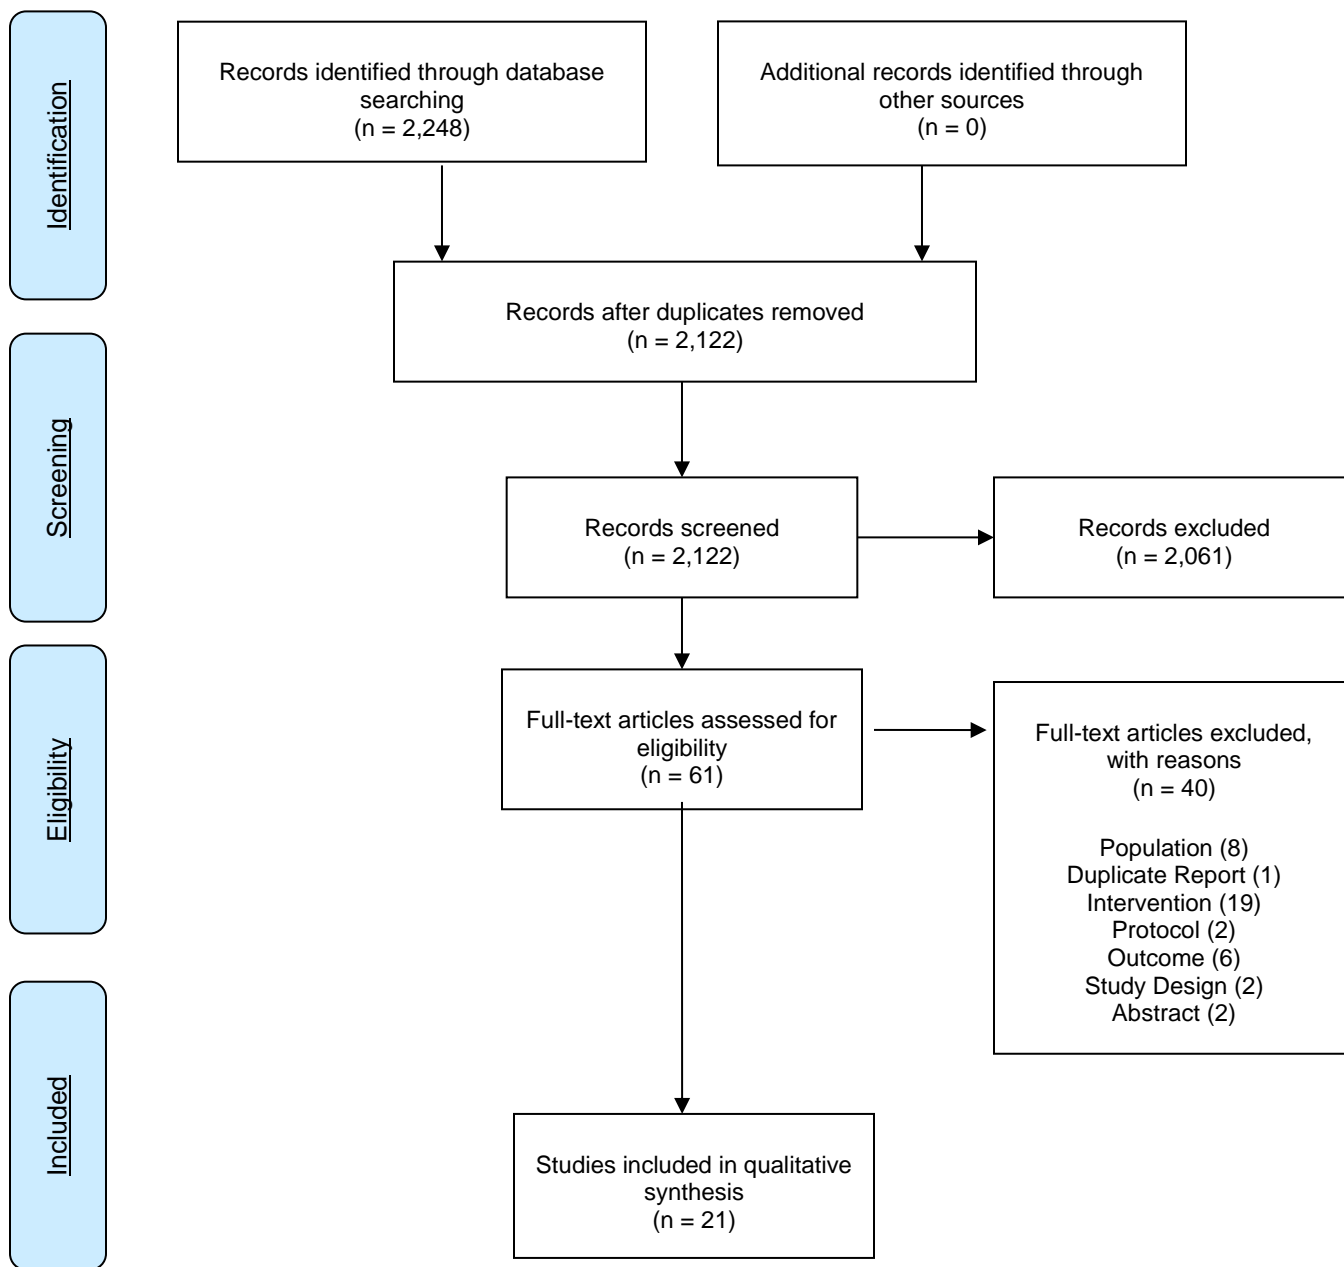 Identification
Records identified through database
searching
(n = 2,248)
Additional records identified through
other sources
(n = 0)
Records after duplicates removed
(n = 2,122)
Screening
Records screened
(n = 2,122)
Records excluded
(n = 2,061)
Eligibility
Full-text articles assessed for
eligibility
(n = 61)
Full-text articles excluded,
with reasons
(n = 40)
Population (8)
Duplicate Report (1)
Intervention (19)
Protocol (2)
Outcome (6)
Study Design (2)
Abstract (2)
Included
Studies included in qualitative
synthesis
(n = 21)